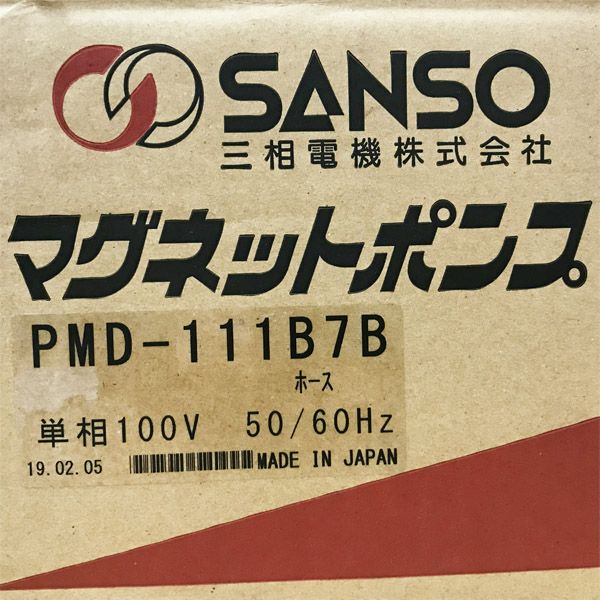 SANSO
三相電機株式会社
マグネットポンプ
PMD-111B7B
ホース
単相100V 50/60Hz
19.02.05 MADE IN JAPAN